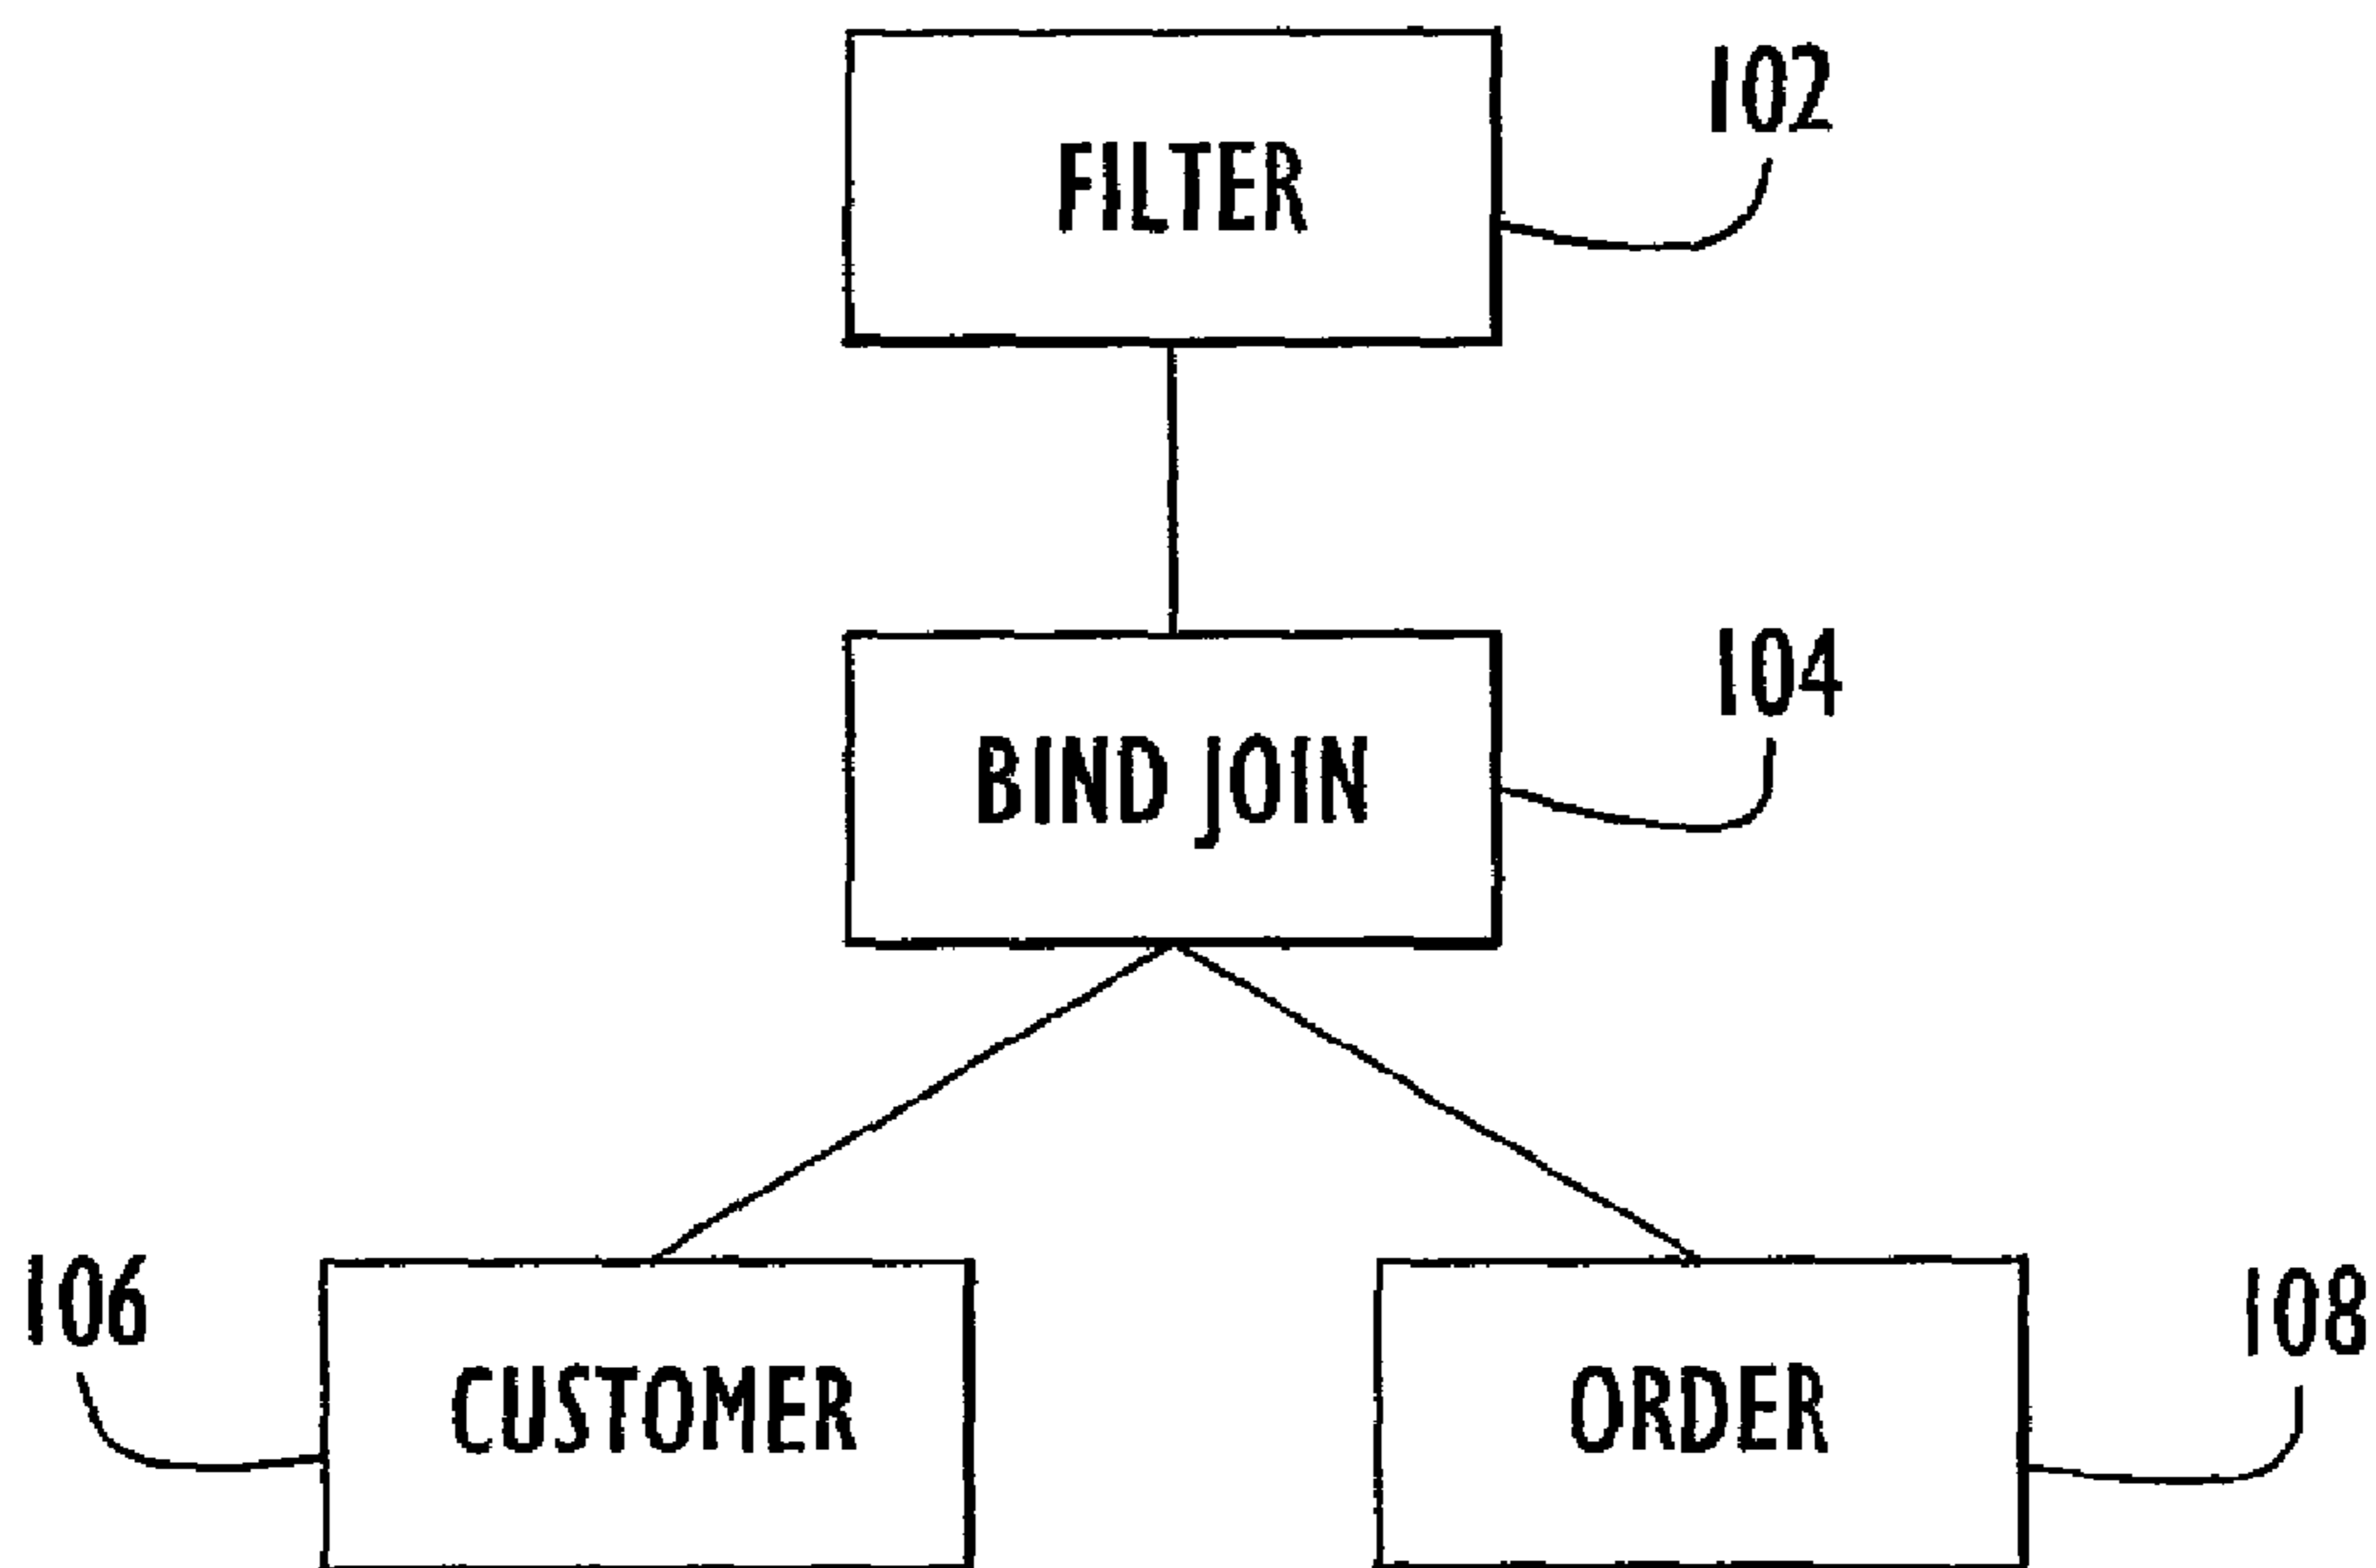 102
FILTER
104
BIND JOIN
106
CUSTOMER
ORDER
108